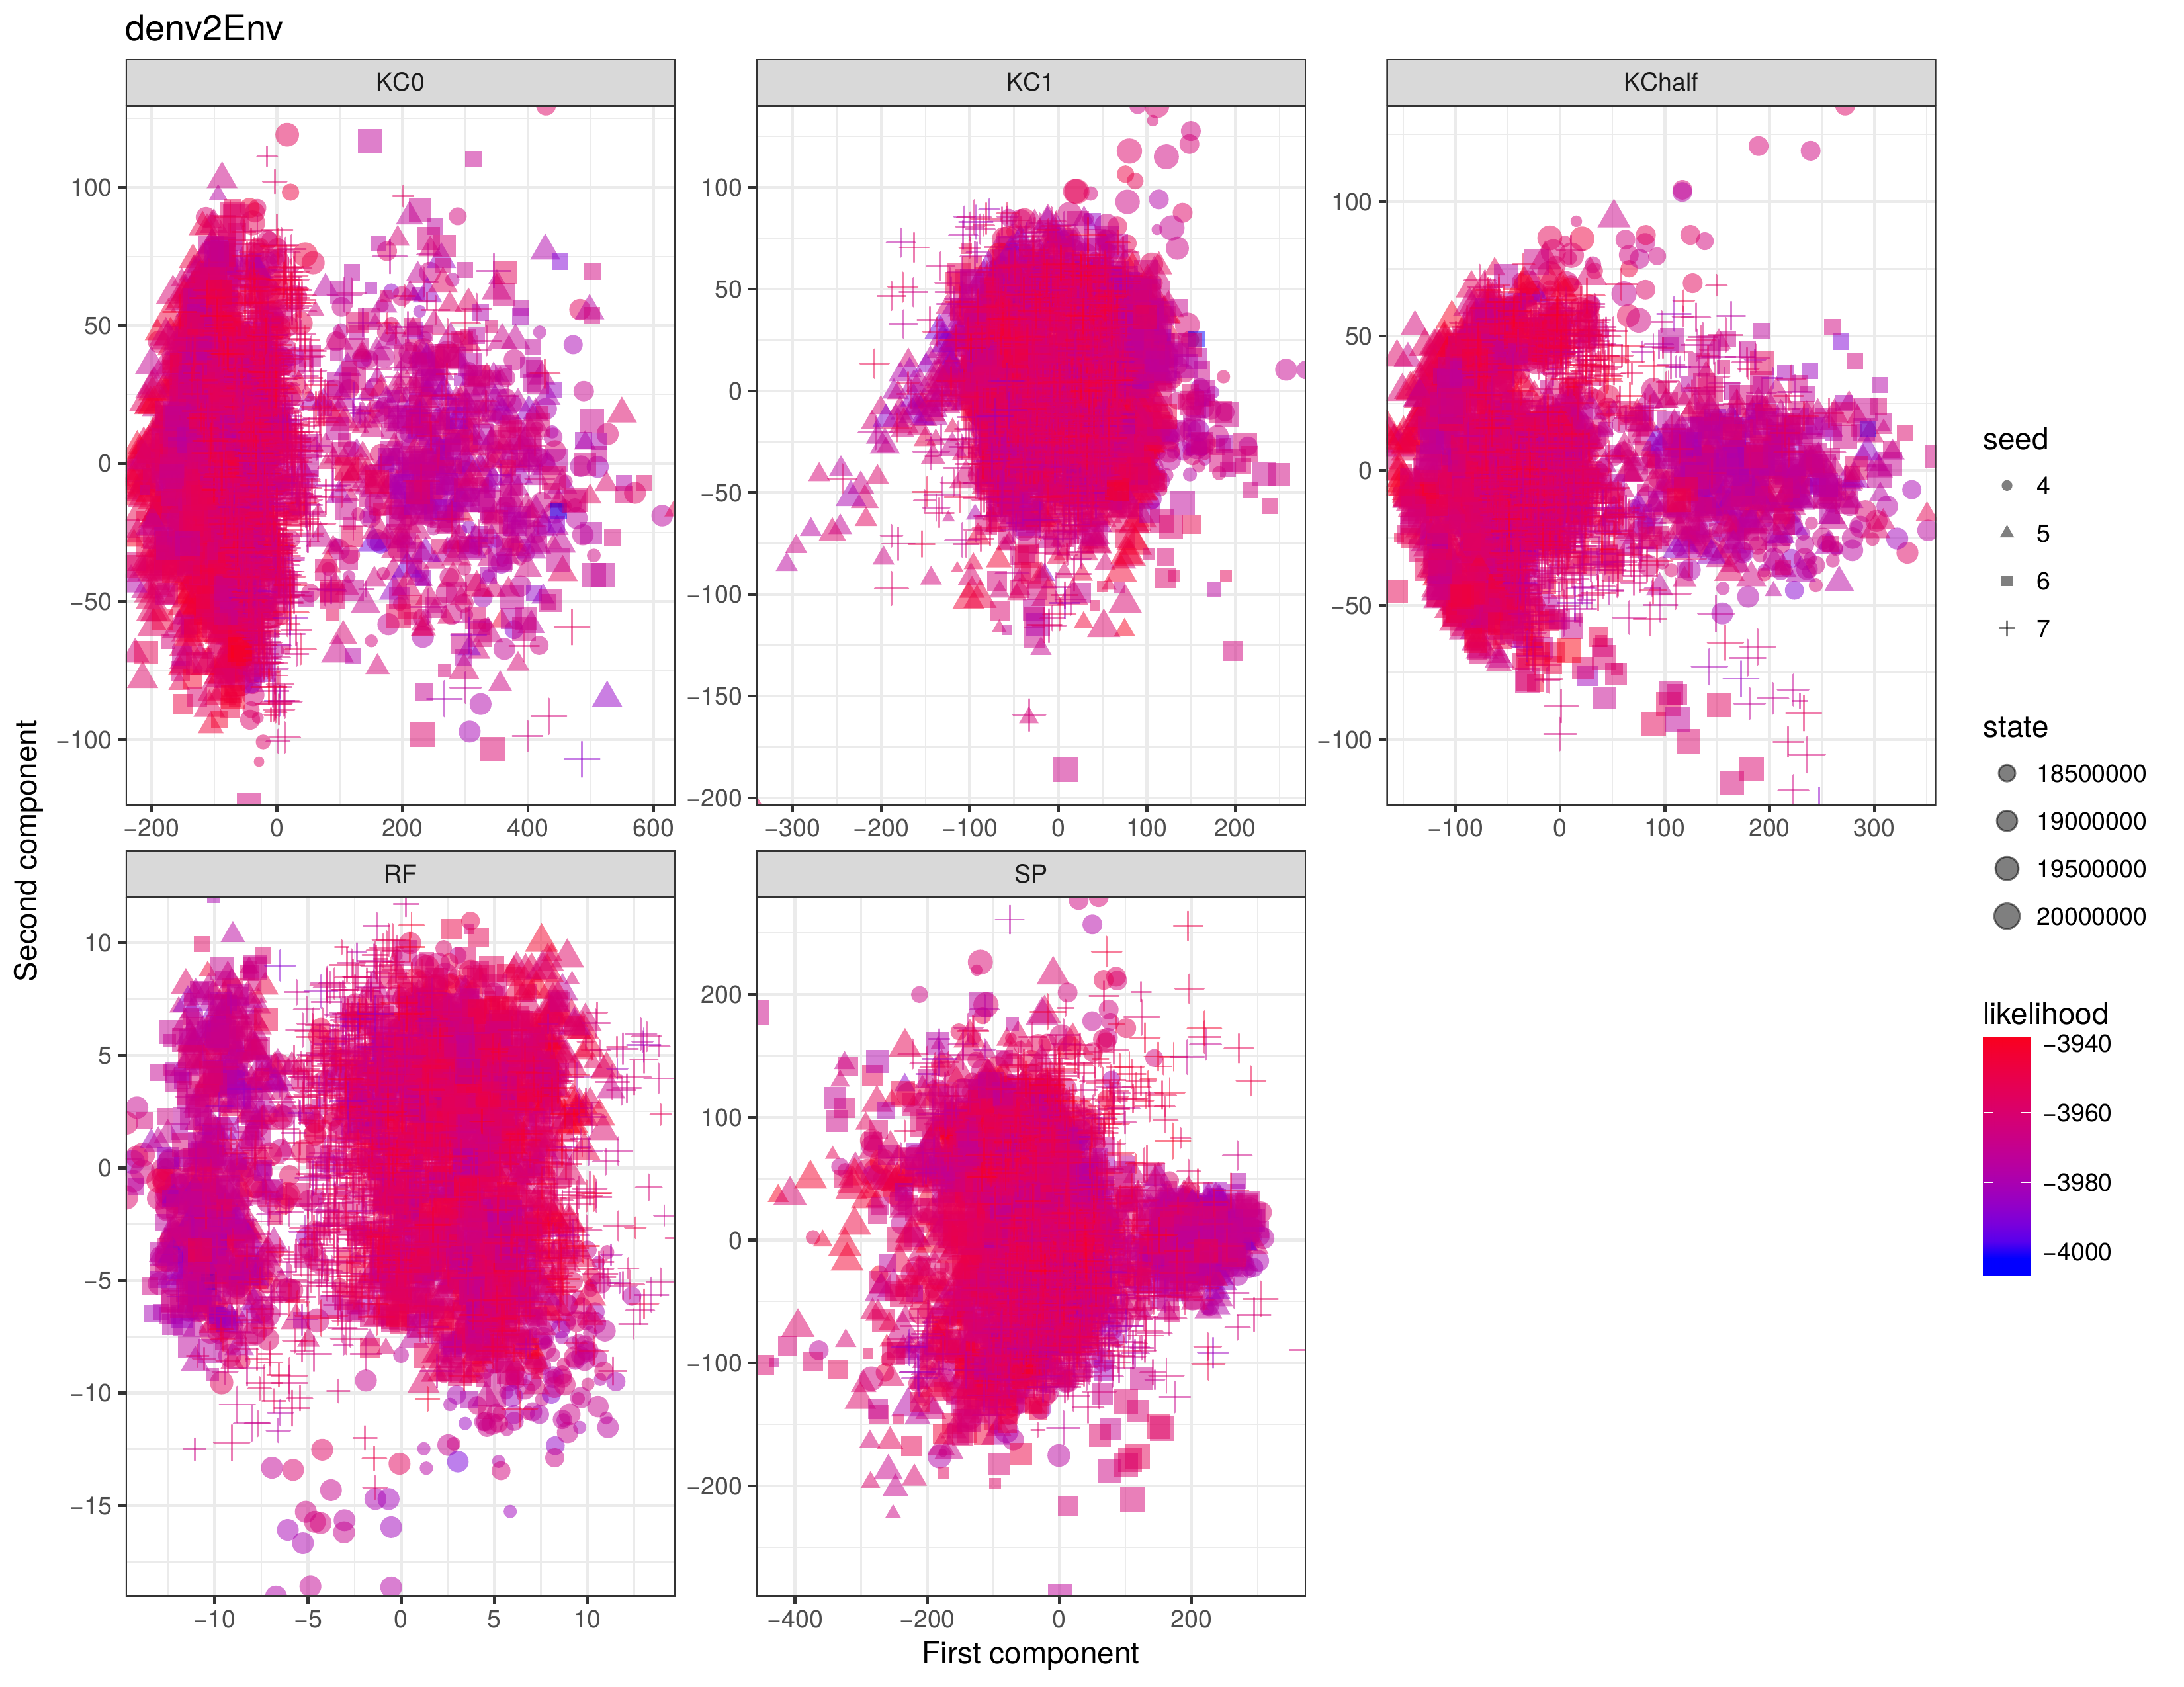 denv2Env
KC0
KC1
KChalf
100
50
0
−50
−100
100
50
0
−50
−100
−150
−200
100
50
0
−50
−100
−200 0 200 400 600
−300 −200 −100 0 100 200
−100 0 100 200 300
RF
SP
10
5
0
−5
−10
−15
200
100
0
−100
−200
−10 −5 0 5 10
−400 −200 0 200
First component
Second component
seed
4
5
6
7
state
18500000
19000000
19500000
20000000
likelihood
−3940
−3960
−3980
−4000